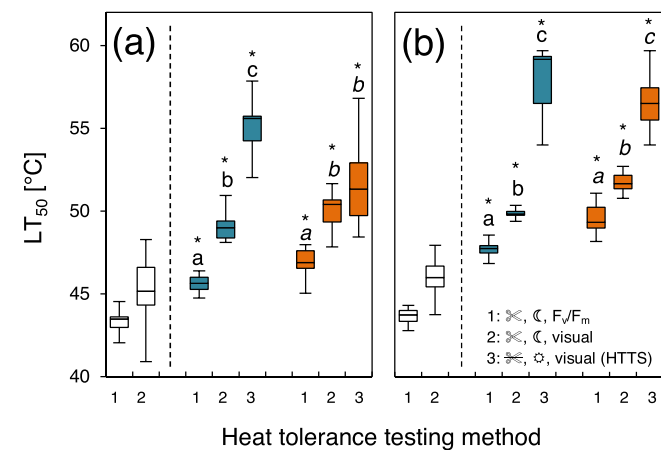 (a) (b)
LT50 [°C]
60
55
50
45
40
* a
* b
* c
* a
* b
* b
* a
* b
* c
* a
* b
* c
1: ✄, ☾, Fv/Fm
2: ✄, ☾, visual
3: ✄, ☼, visual (HTTS)
1 2 1 2 3 1 2 3 1 2 1 2 3 1 2 3
Heat tolerance testing method